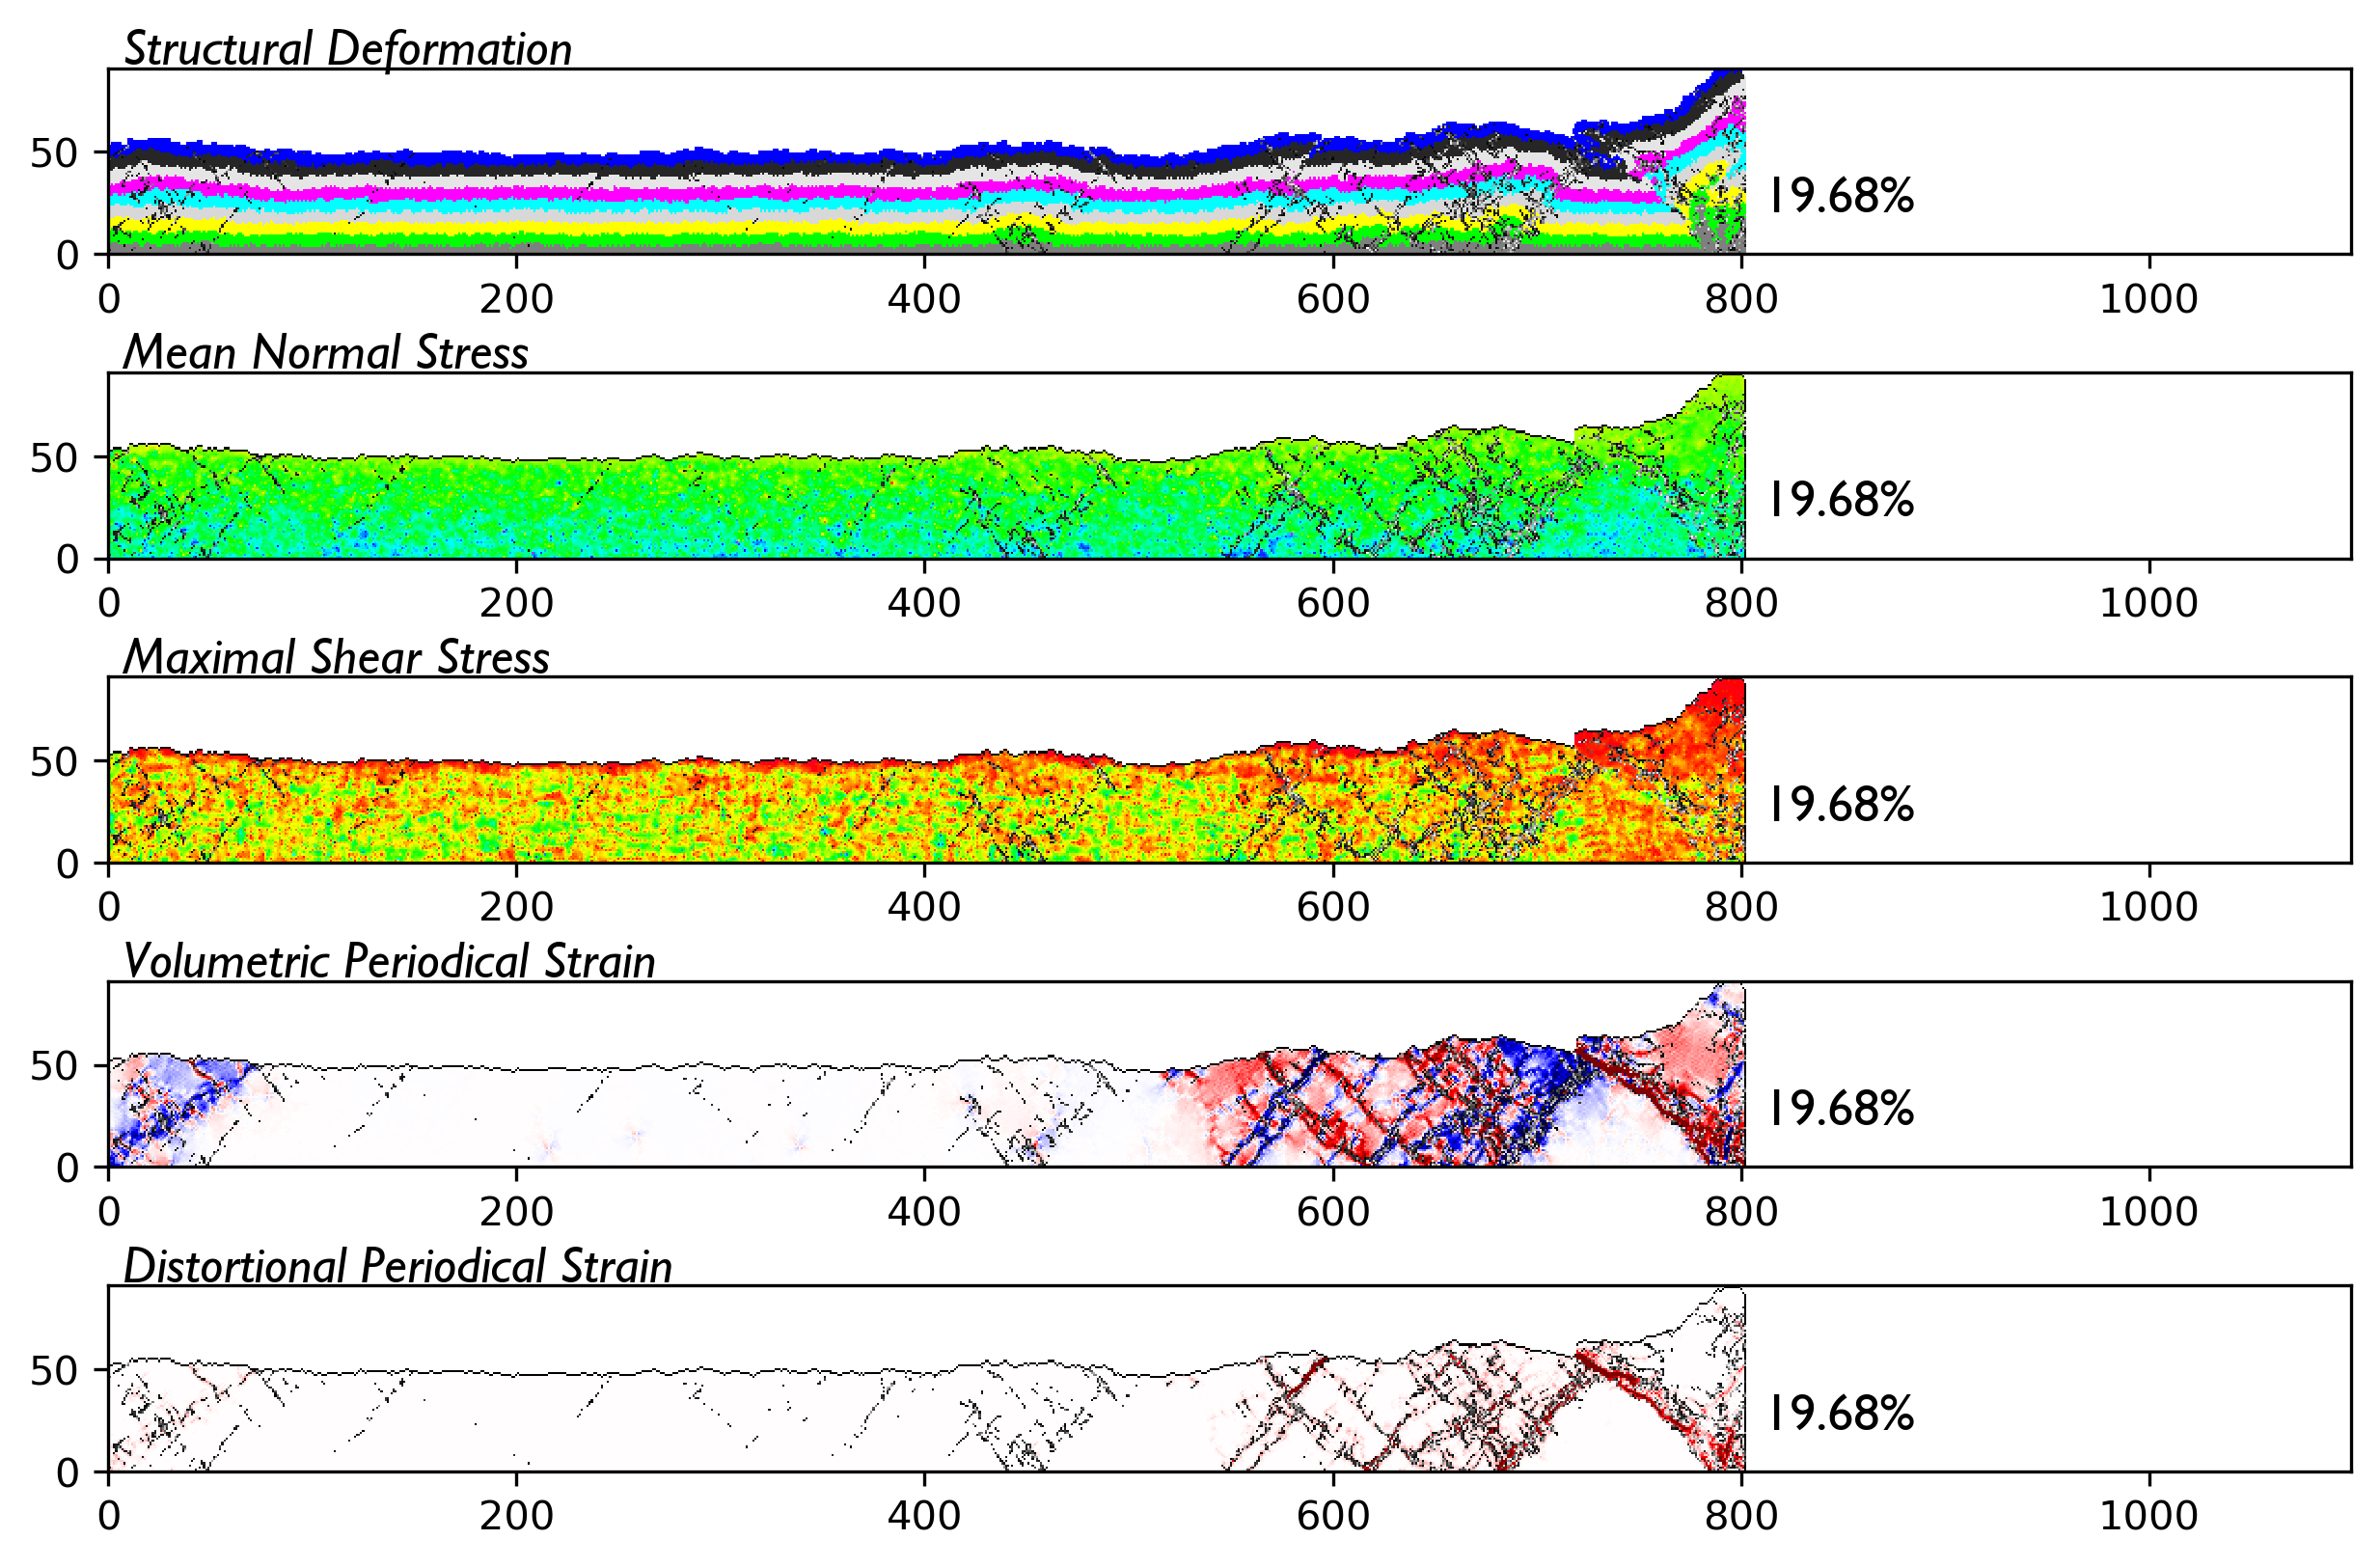 Structural Deformation
50
0
19.68%
0 200 400 600 800 1000
Mean Normal Stress
50
0
19.68%
0 200 400 600 800 1000
Maximal Shear Stress
50
0
19.68%
0 200 400 600 800 1000
Volumetric Periodical Strain
50
0
19.68%
0 200 400 600 800 1000
Distortional Periodical Strain
50
0
19.68%
0 200 400 600 800 1000